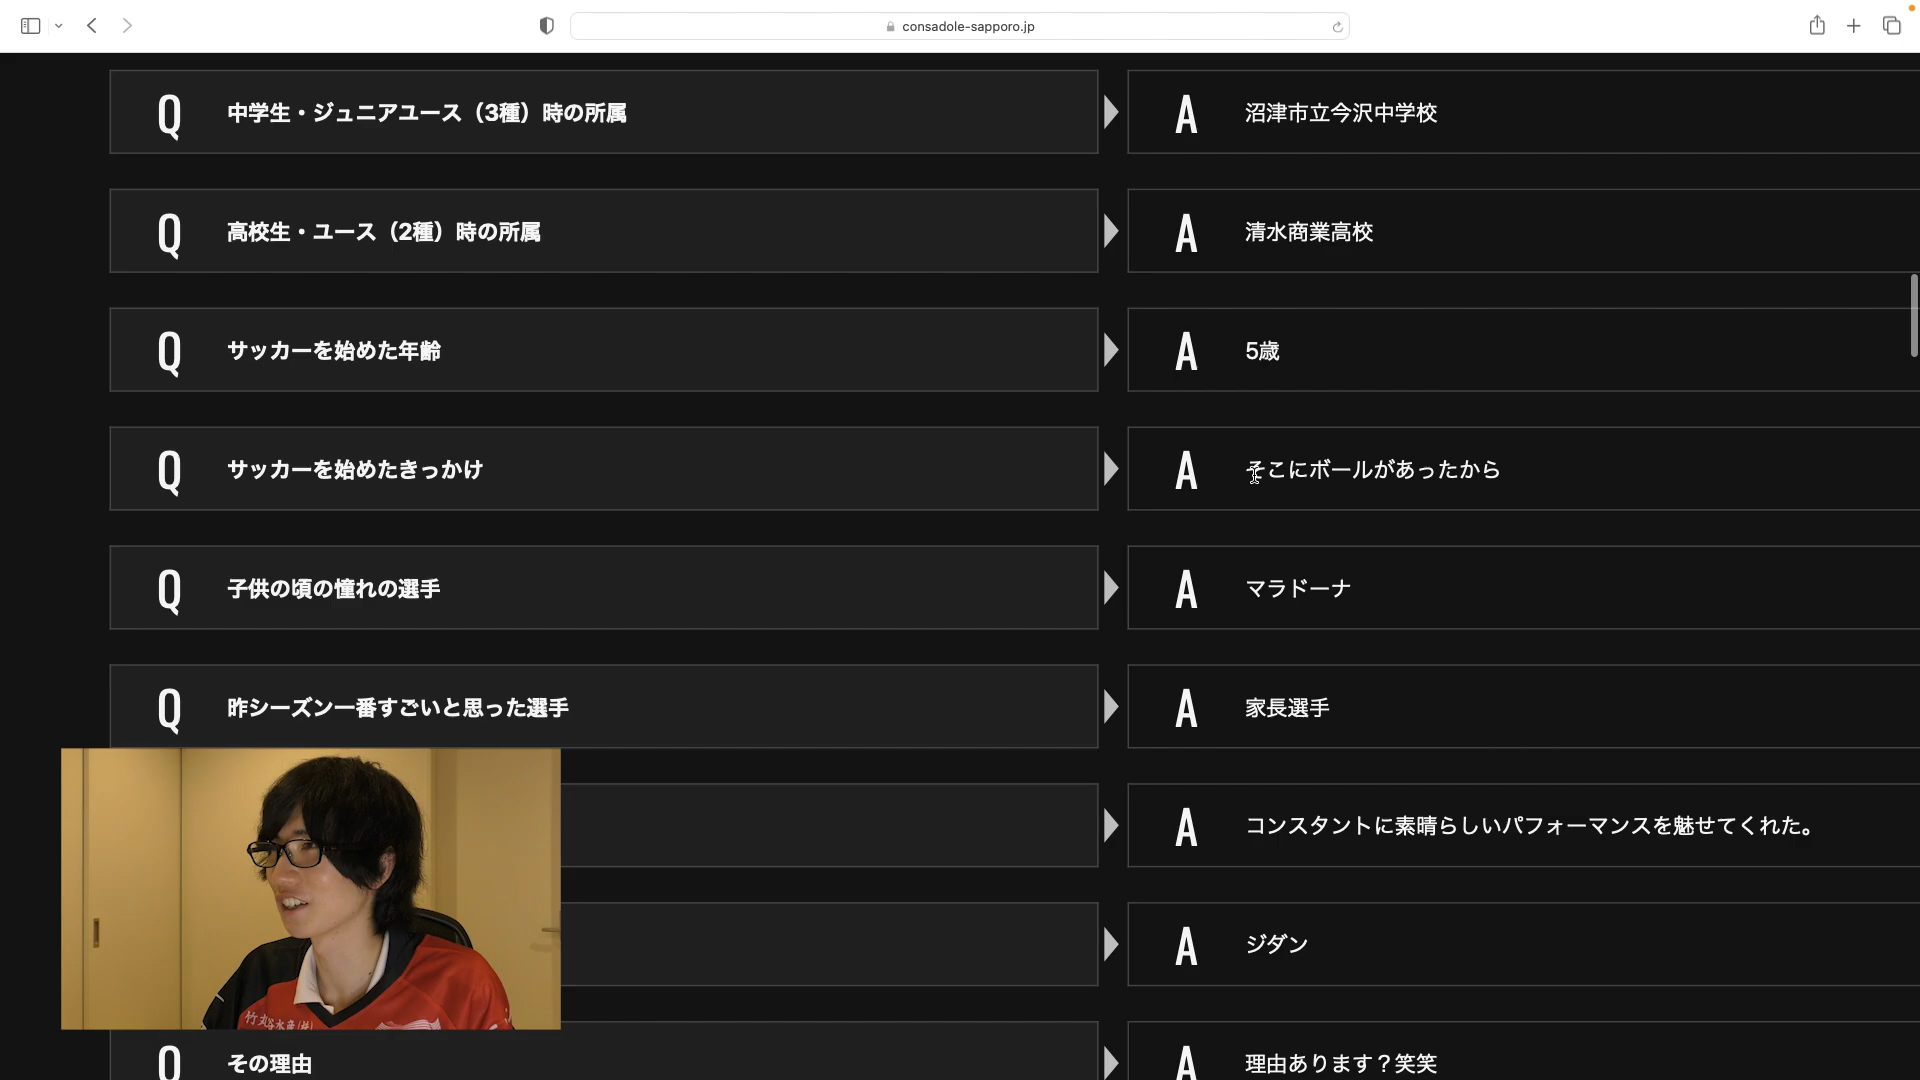 consadole-sapporo.jp
Q 中学生・ジュニアユース（3種）時の所属 A 沼津市立今沢中学校
Q 高校生・ユース（2種）時の所属 A 清水商業高校
Q サッカーを始めた年齢 A 5歳
Q サッカーを始めたきっかけ A そこにボールがあったから
Q 子供の頃の憧れの選手 A マラドーナ
Q 昨シーズン一番すごいと思った選手 A 家長選手
A コンスタントに素晴らしいパフォーマンスを魅せてくれた。
A ジダン
Q その理由 A 理由あります？笑笑
竹丸渋谷水産(株)